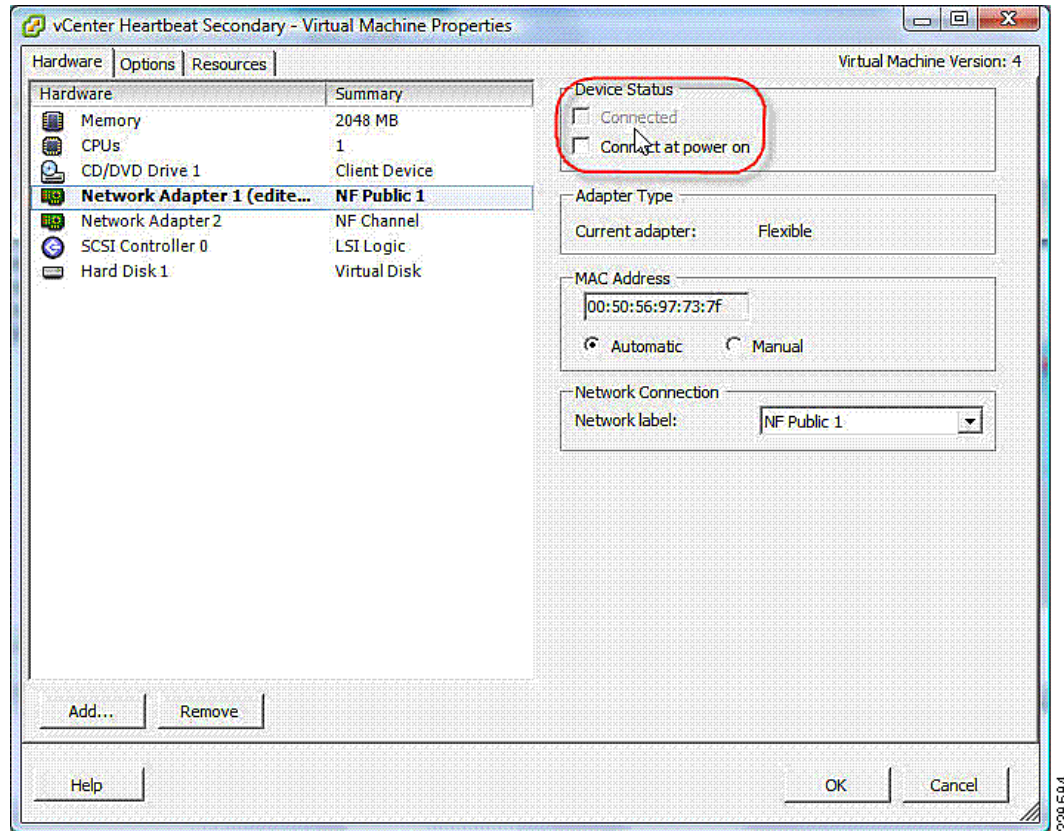 vCenter Heartbeat Secondary - Virtual Machine Properties
Hardware Options Resources Virtual Machine Version: 4
Hardware Summary
Memory 2048 MB
CPUs 1
CD/DVD Drive 1 Client Device
Network Adapter 1 (edite... NF Public 1
Network Adapter 2 NF Channel
SCSI Controller 0 LSI Logic
Hard Disk 1 Virtual Disk
Add... Remove
Device Status
Connected
Connect at power on
Adapter Type
Current adapter: Flexible
MAC Address
00:50:56:97:73:7f
Automatic Manual
Network Connection
Network label: NF Public 1
Help OK Cancel